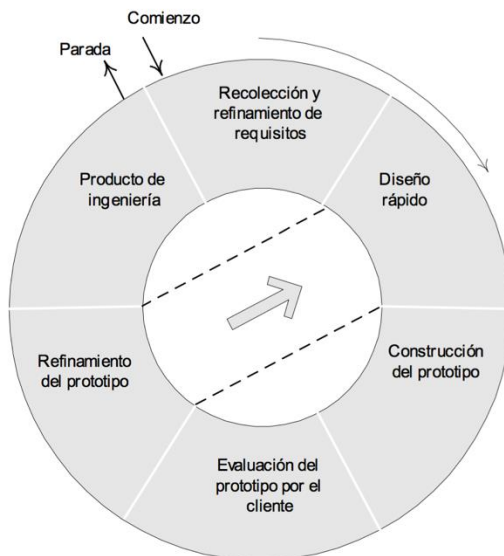 Comienzo
Parada
Recolección y
refinamiento de
requisitos
Diseño
rápido
Construcción
del prototipo
Evaluación del
prototipo por el
cliente
Refinamiento
del prototipo
Producto de
ingeniería